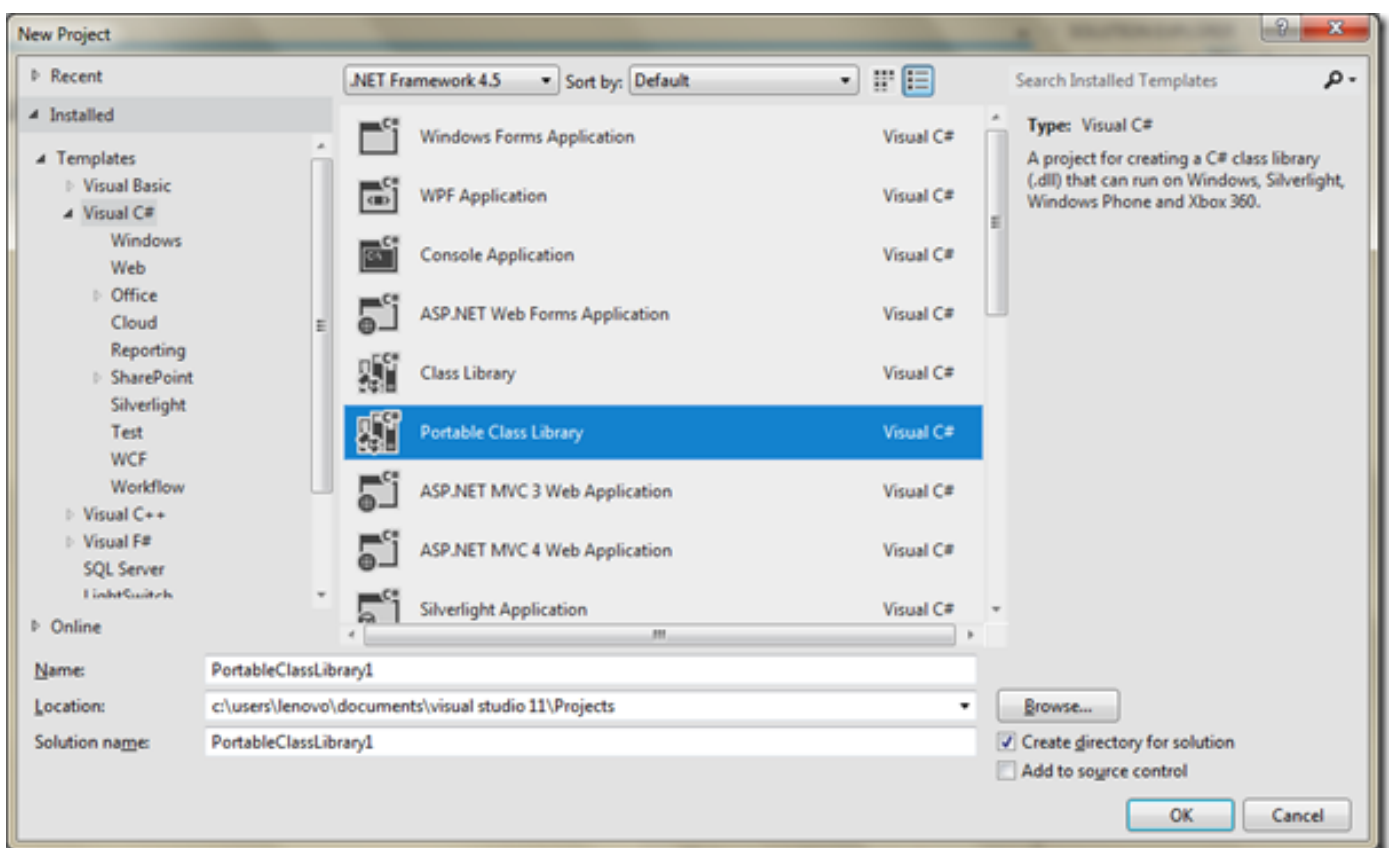 New Project
Recent
Installed
Templates
Visual Basic
Visual C#
Windows
Web
Office
Cloud
Reporting
SharePoint
Silverlight
Test
WCF
Workflow
Visual C++
Visual F#
SQL Server
LightSwitch
Online
.NET Framework 4.5 Sort by: Default
Windows Forms Application Visual C#
WPF Application Visual C#
Console Application Visual C#
ASP.NET Web Forms Application Visual C#
Class Library Visual C#
Portable Class Library Visual C#
ASP.NET MVC 3 Web Application Visual C#
ASP.NET MVC 4 Web Application Visual C#
Silverlight Application Visual C#
Search Installed Templates
Type: Visual C#
A project for creating a C# class library
(.dll) that can run on Windows, Silverlight,
Windows Phone and Xbox 360.
Name: PortableClassLibrary1
Location: c:\users\lenovo\documents\visual studio 11\Projects
Browse...
Solution name: PortableClassLibrary1
Create directory for solution
Add to source control
OK Cancel